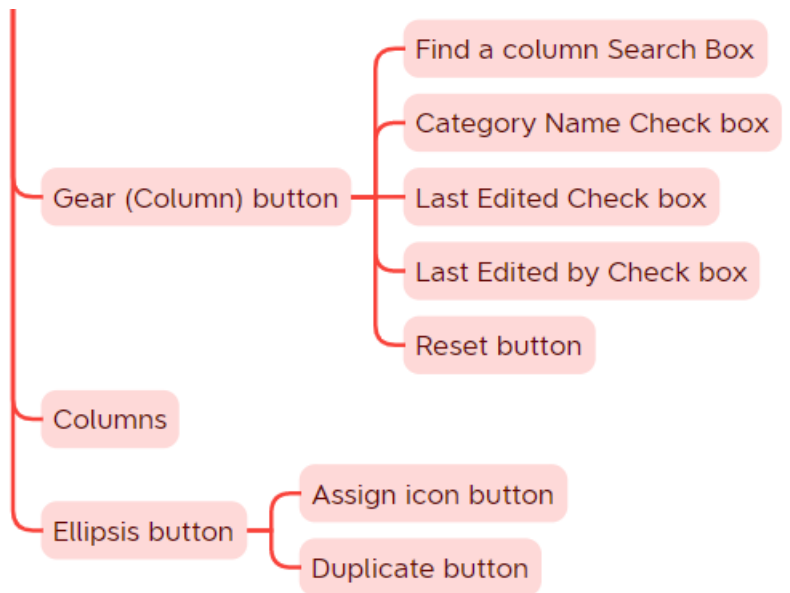 Find a column Search Box
Category Name Check box
Gear (Column) button
Last Edited Check box
Last Edited by Check box
Reset button
Columns
Ellipsis button
Assign icon button
Duplicate button